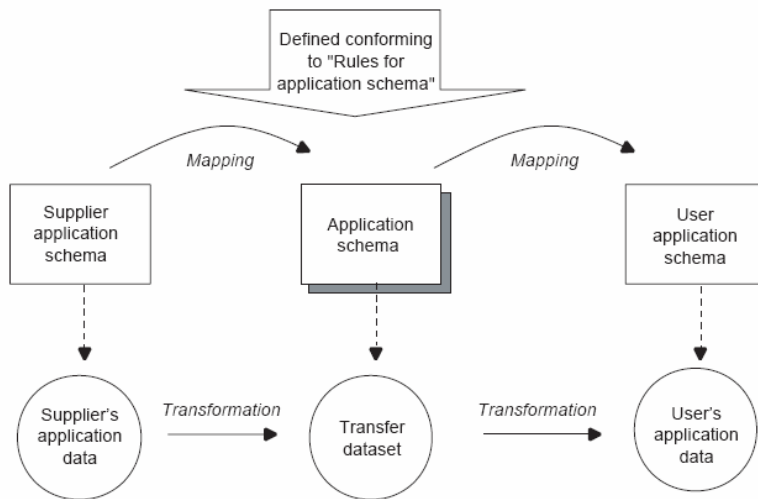 Defined conforming
to "Rules for
application schema"
Mapping
Mapping
Supplier
application
schema
Application
schema
User
application
schema
Supplier's
application
data
Transformation
Transfer
dataset
Transformation
User's
application
data